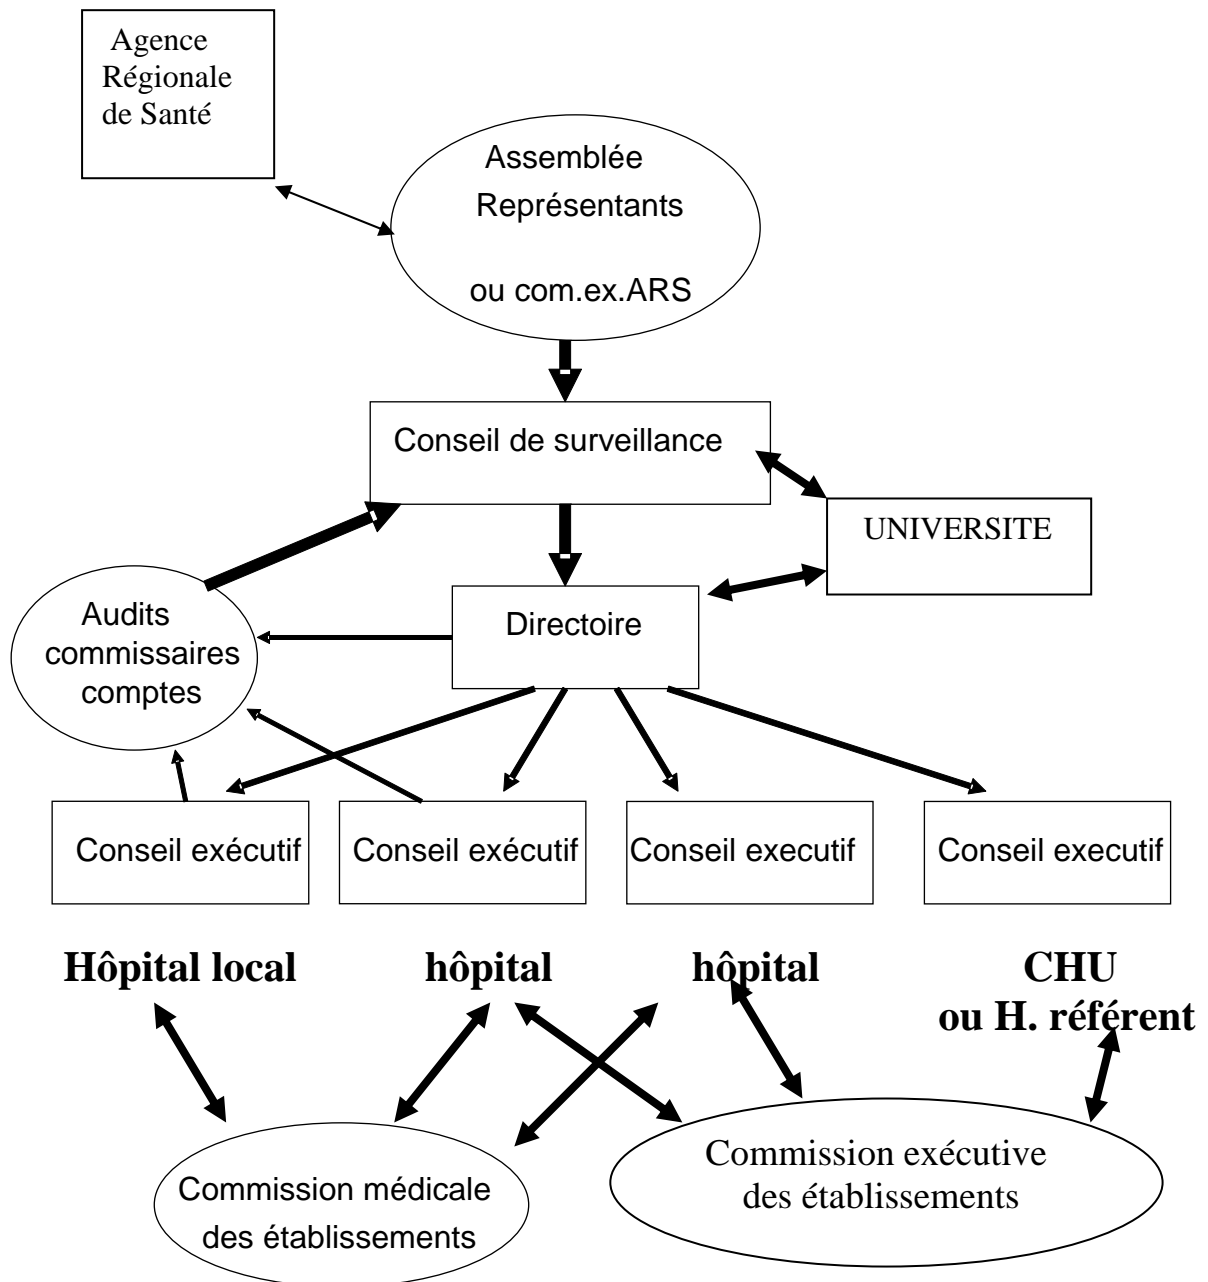 Agence
Régionale
de Santé
Assemblée
Représentants
ou com.ex.ARS
Conseil de surveillance
UNIVERSITE
Directoire
Audits
commissaires
comptes
Conseil exécutif
Conseil exécutif
Conseil executif
Conseil executif
Hôpital local
hôpital
hôpital
CHU
ou H. référent
Commission médicale
des établissements
Commission exécutive
des établissements